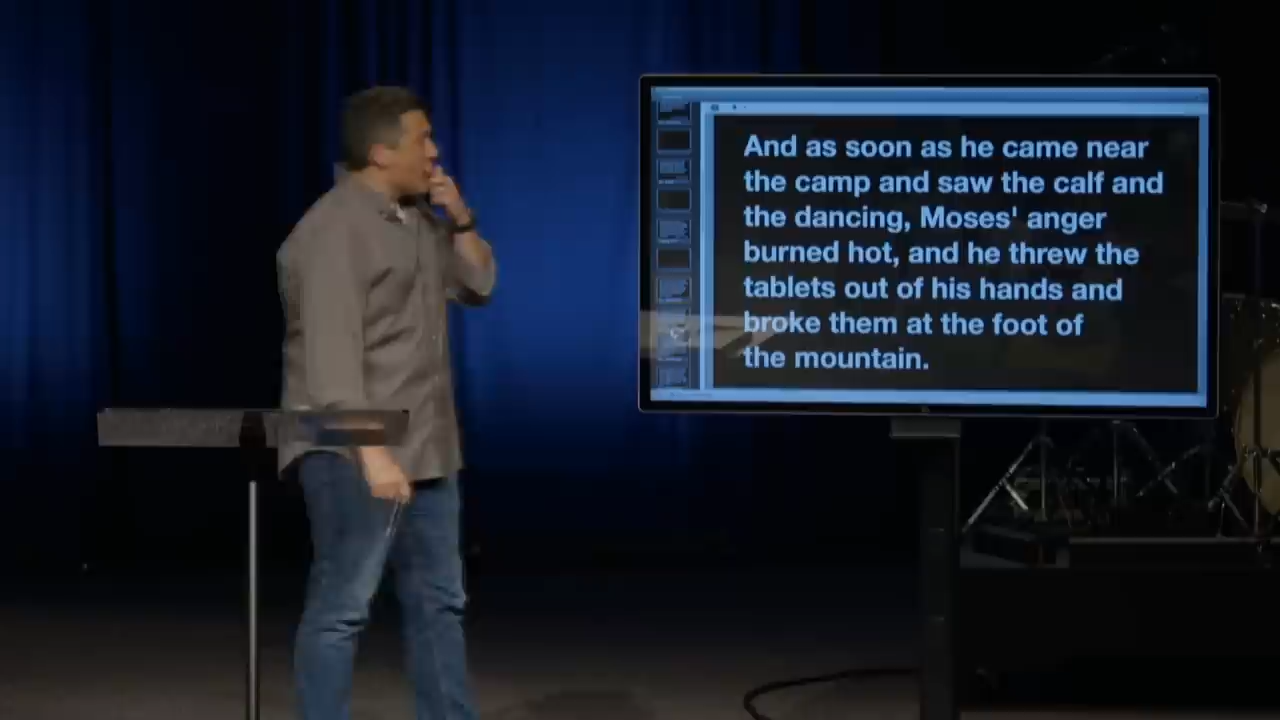 And as soon as he came near
the camp and saw the calf and
the dancing, Moses' anger
burned hot, and he threw the
tablets out of his hands and
broke them at the foot of
the mountain.